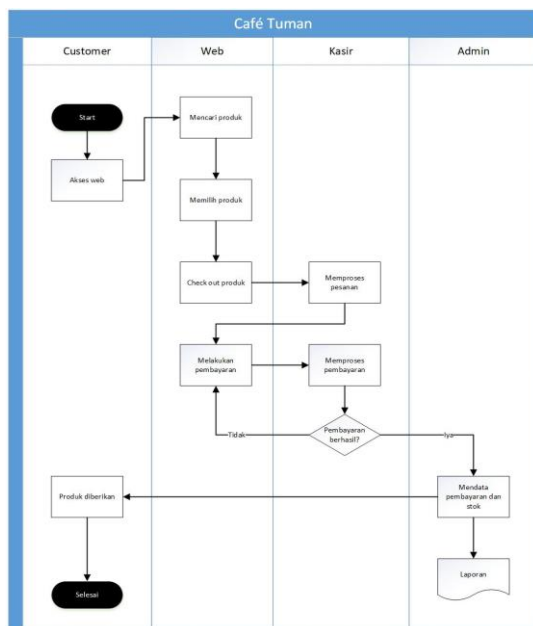 Café Tuman
Customer
Web
Kasir
Admin
Start
Mencari produk
Akses web
Memilih produk
Check out produk
Memproses
pesanan
Melakukan
pembayaran
Memproses
pembayaran
Pembayaran
berhasil?
Tidak
Iya
Produk diberikan
Mendata
pembayaran dan
stok
Selesai
Laporan